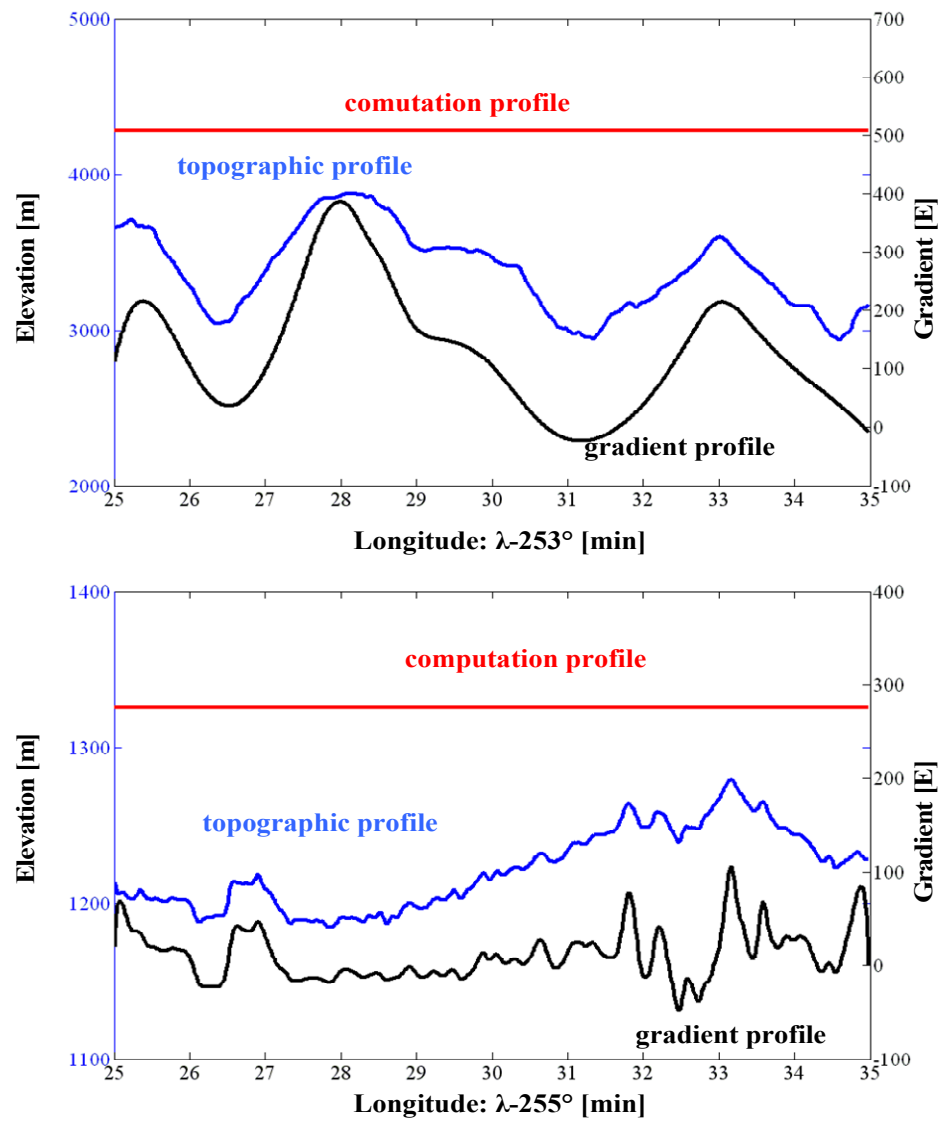 5000
700
600
comutation profile
500
topographic profile
4000
400
Elevation [m]
300
Gradient [E]
200
3000
100
0
gradient profile
2000
-100
25 26 27 28 29 30 31 32 33 34 35
Longitude: λ-253° [min]
1400
400
computation profile
300
1300
200
Elevation [m]
topographic profile
Gradient [E]
100
1200
0
gradient profile
1100
-100
25 26 27 28 29 30 31 32 33 34 35
Longitude: λ-255° [min]